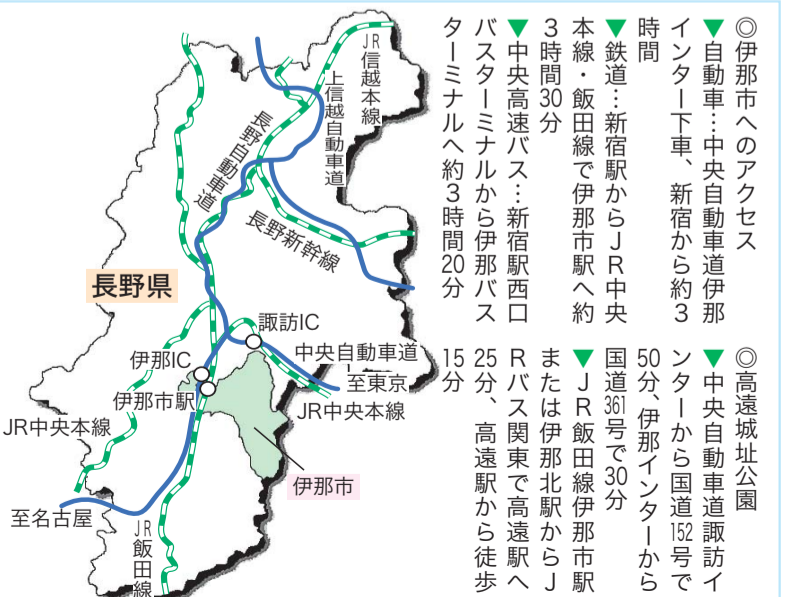 ◎伊那市へのアクセス
▼自動車…中央自動車道伊那
インター下車、新宿から約３
時間
▼鉄道…新宿駅からＪＲ中央
本線・飯田線で伊那市駅へ約
３時間30分
▼中央高速バス…新宿駅西口
バスターミナルから伊那バス
ターミナルへ約３時間20分
◎高遠城址公園
▼中央自動車道諏訪イ
ンターから国道152号で
50分、伊那インターから
国道361号で30分
▼ＪＲ飯田線伊那市駅
または伊那北駅からＪ
Ｒバス関東で高遠駅へ
25分、高遠駅から徒歩
15分
JR信越本線
上信越自動車道
長野自動車道
長野新幹線
長野県
諏訪IC
中央自動車道
伊那IC
至東京
伊那市駅
JR中央本線
JR中央本線
伊那市
至名古屋
JR飯田線